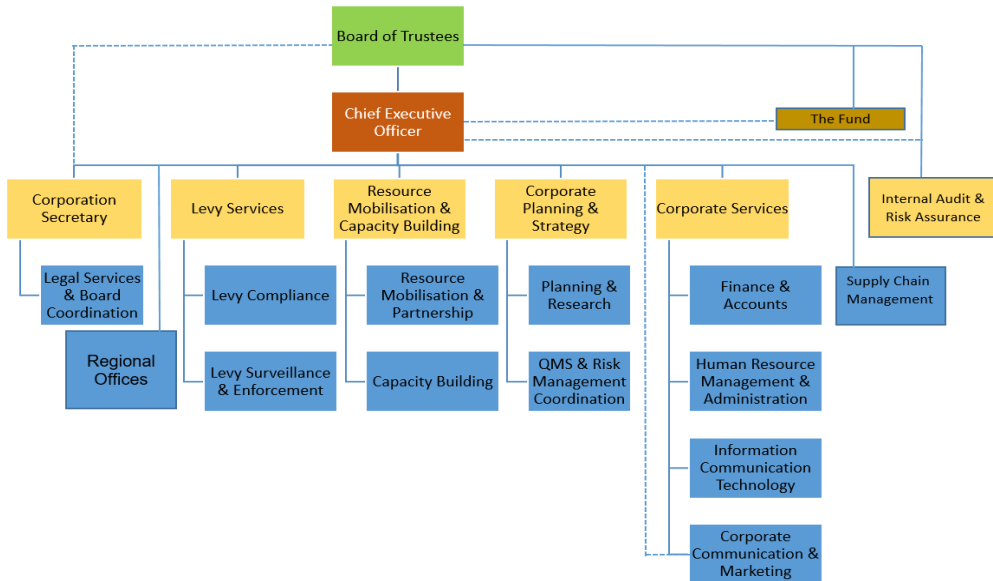 Board of Trustees
Chief Executive
Officer
The Fund
Corporation
Secretary
Levy Services
Resource
Mobilisation &
Capacity Building
Corporate
Planning &
Strategy
Corporate Services
Internal Audit &
Risk Assurance
Legal Services
& Board
Coordination
Levy Compliance
Resource
Mobilisation &
Partnership
Planning &
Research
Finance &
Accounts
Supply Chain
Management
Regional
Offices
Levy Surveillance
& Enforcement
Capacity Building
QMS & Risk
Management
Coordination
Human Resource
Management &
Administration
Information
Communication
Technology
Corporate
Communication &
Marketing